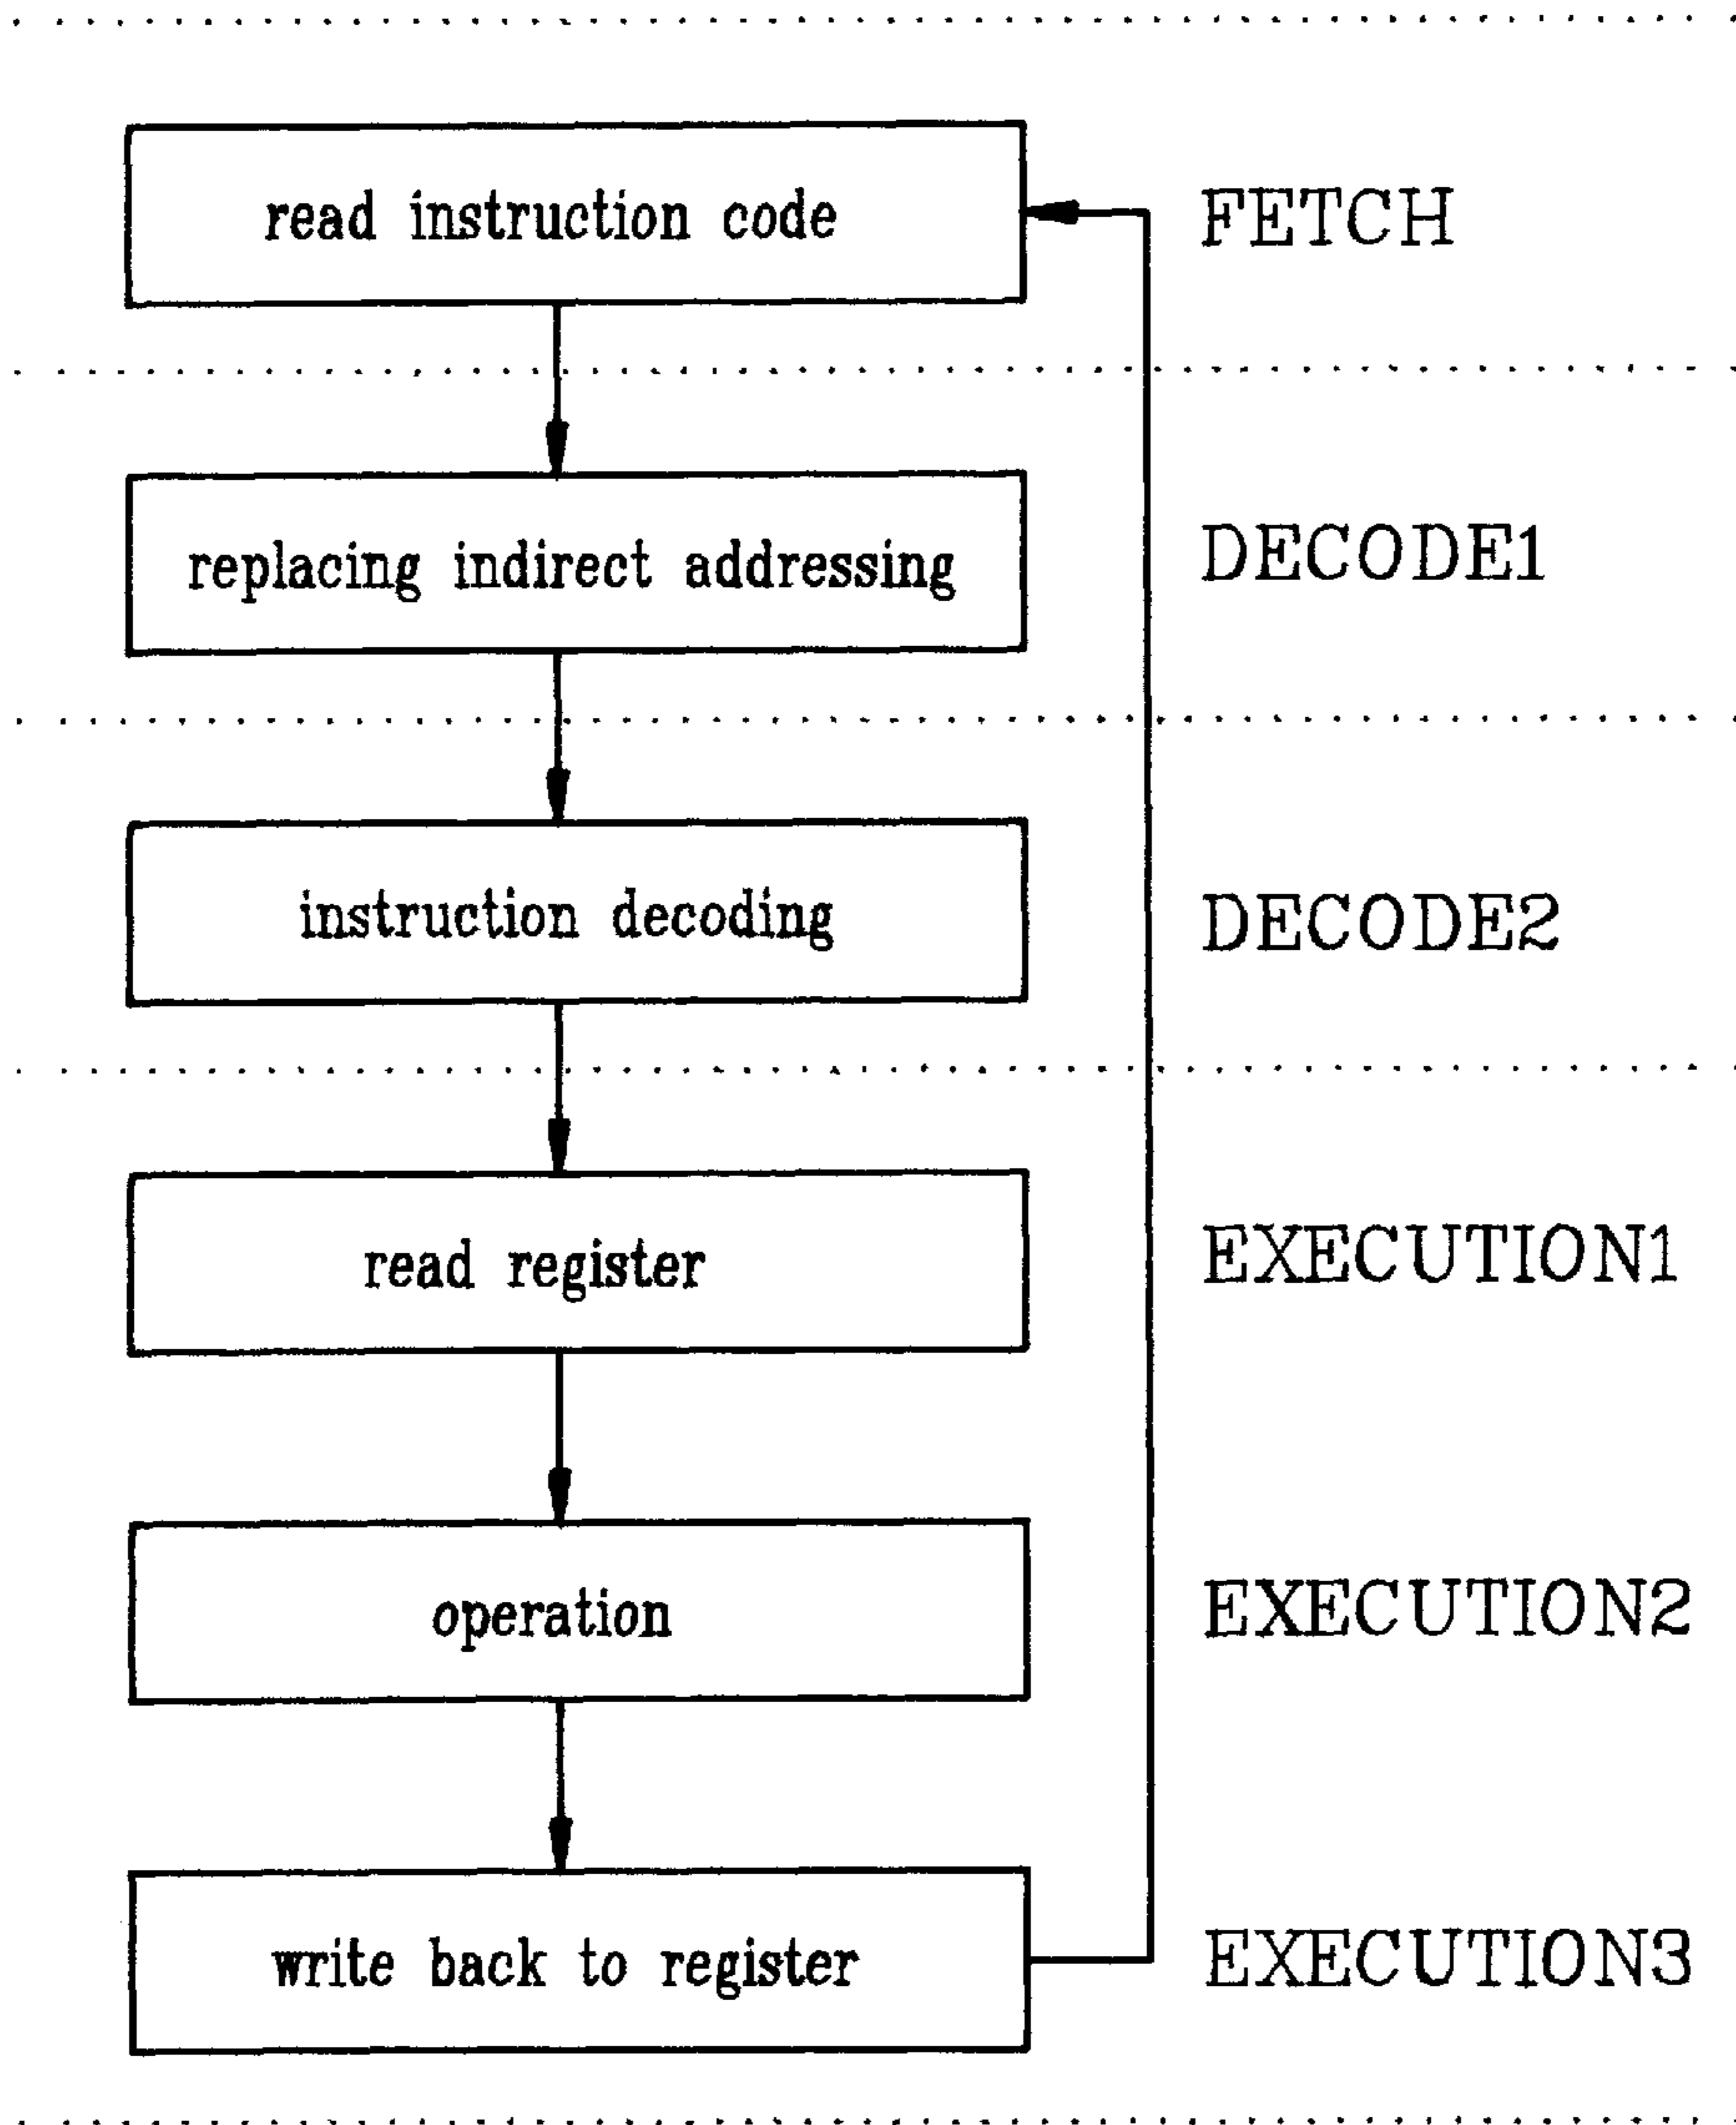 read instruction code
FETCH
replacing indirect addressing
DECODE1
instruction decoding
DECODE2
read register
EXECUTION1
operation
EXECUTION2
write back to register
EXECUTION3